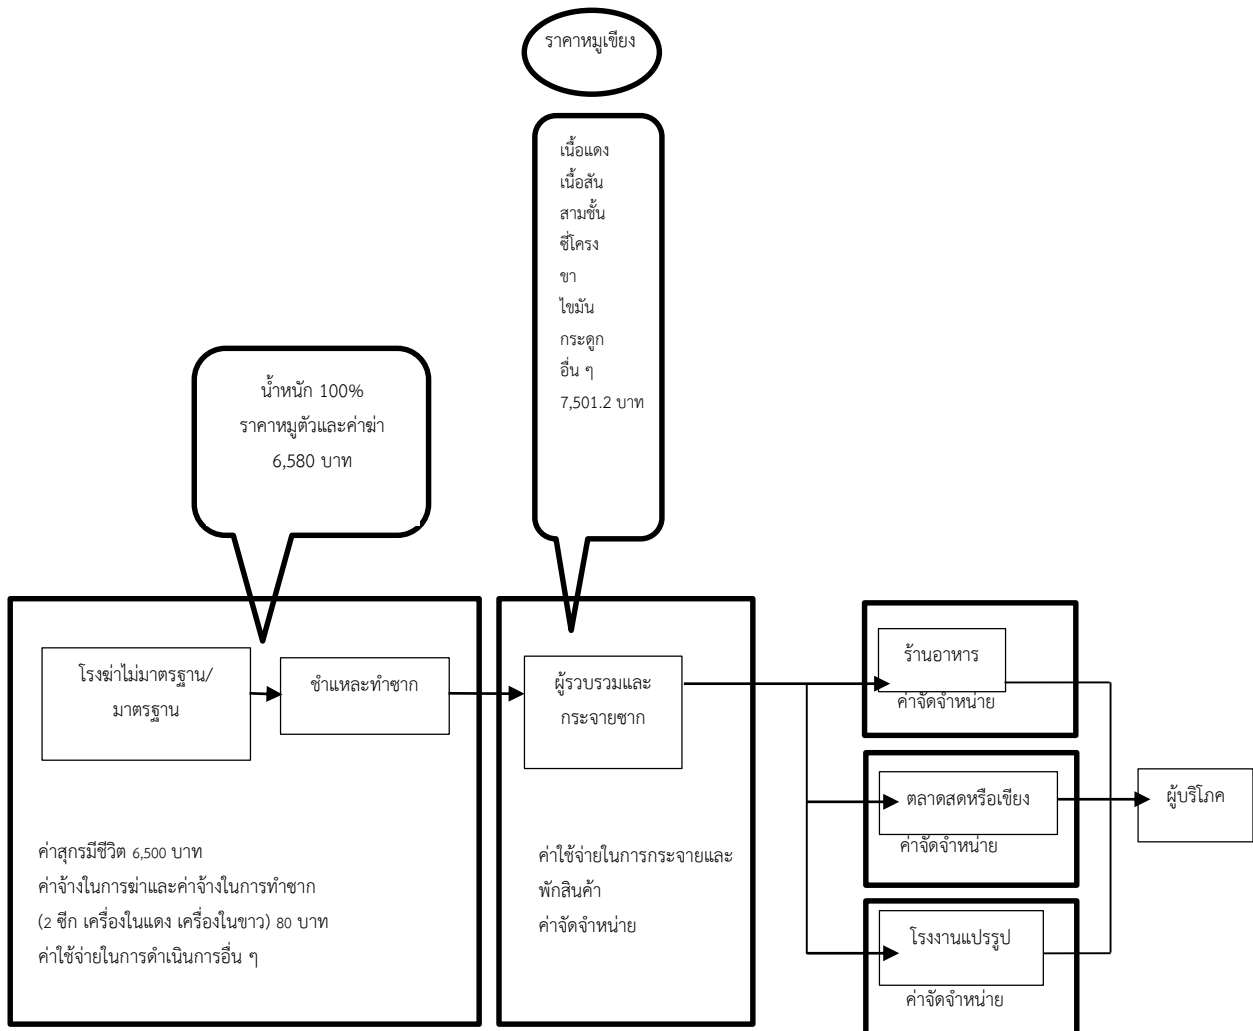 ราคาหมูเขียง
เนื้อแดง
เนื้อสัน
สามชั้น
ซี่โครง
ขา
ไขมัน
กระดูก
อื่น ๆ
7,501.2 บาท
น้ำหนัก 100%
ราคาหมูตัวและค่าฆ่า
6,580 บาท
โรงฆ่าไม่มาตรฐาน/
มาตรฐาน
ชำแหละทำซาก
ค่าสุกรมีชีวิต 6,500 บาท
ค่าจ้างในการฆ่าและค่าจ้างในการทำซาก
(2 ซีก เครื่องในแดง เครื่องในขาว) 80 บาท
ค่าใช้จ่ายในการดำเนินการอื่น ๆ
ผู้รวบรวมและ
กระจายซาก
ค่าใช้จ่ายในการกระจายและ
พักสินค้า
ค่าจัดจำหน่าย
ร้านอาหาร
ค่าจัดจำหน่าย
ตลาดสดหรือเขียง
ค่าจัดจำหน่าย
โรงงานแปรรูป
ค่าจัดจำหน่าย
ผู้บริโภค